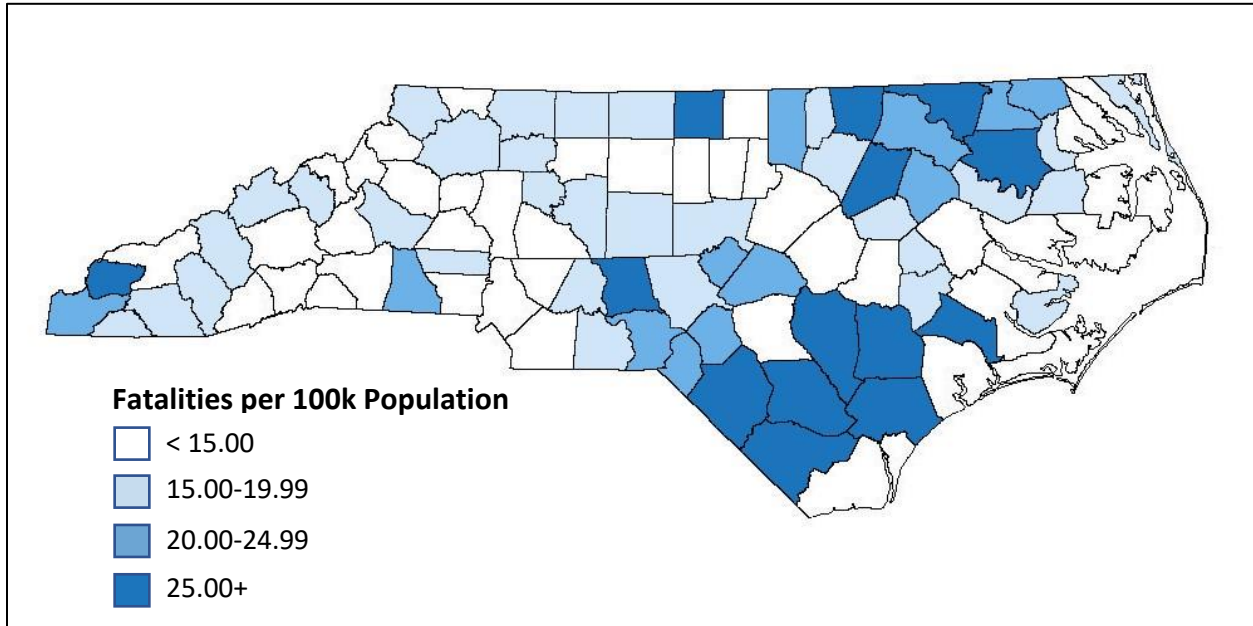 Fatalities per 100k Population
< 15.00
15.00-19.99
20.00-24.99
25.00+